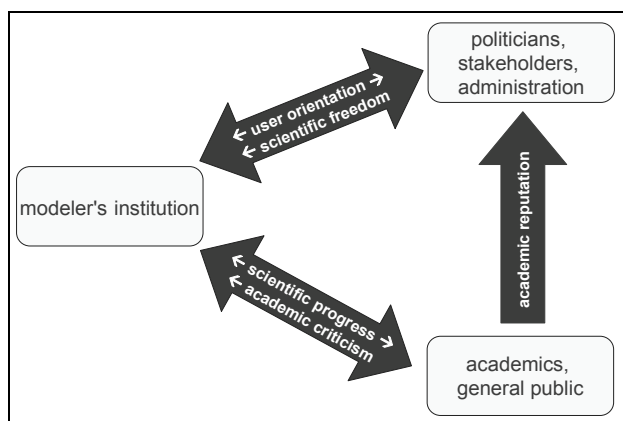 politicians,
stakeholders,
administration
← user orientation →
← scientific freedom
modeler's institution
academic reputation
← scientific progress →
← academic criticism
academics,
general public